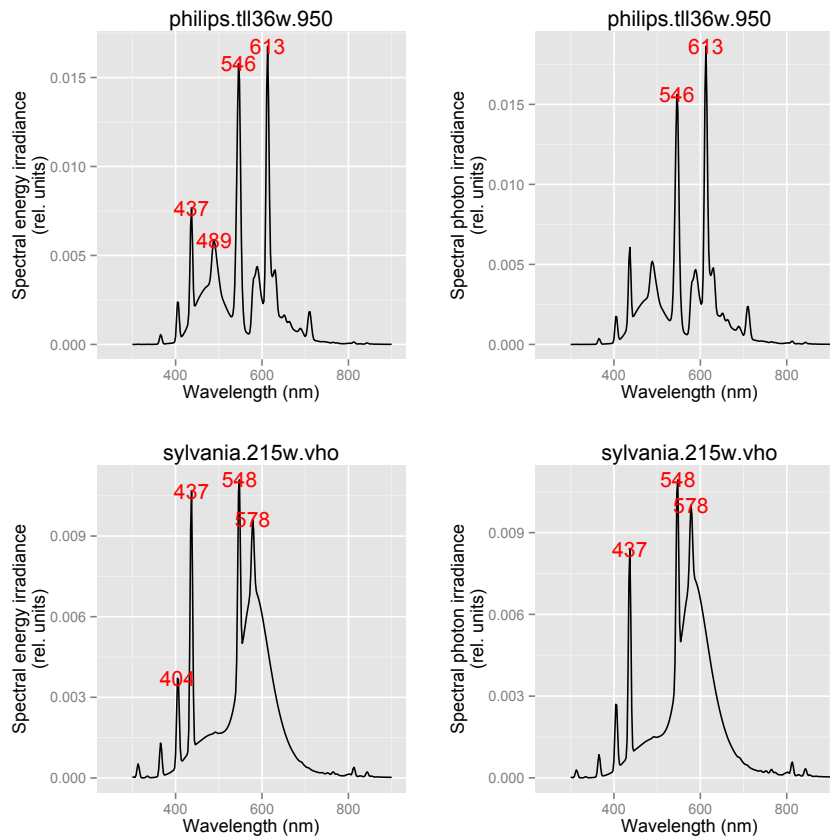 philips.tll36w.950
613
546
437
489
0.015
0.010
0.005
0.000
Spectral energy irradiance
(rel. units)
400
600
800
Wavelength (nm)
philips.tll36w.950
613
546
0.015
0.010
0.005
0.000
Spectral photon irradiance
(rel. units)
400
600
800
Wavelength (nm)
sylvania.215w.vho
548
437
578
404
0.009
0.006
0.003
0.000
Spectral energy irradiance
(rel. units)
400
600
800
Wavelength (nm)
sylvania.215w.vho
548
578
437
0.009
0.006
0.003
0.000
Spectral photon irradiance
(rel. units)
400
600
800
Wavelength (nm)